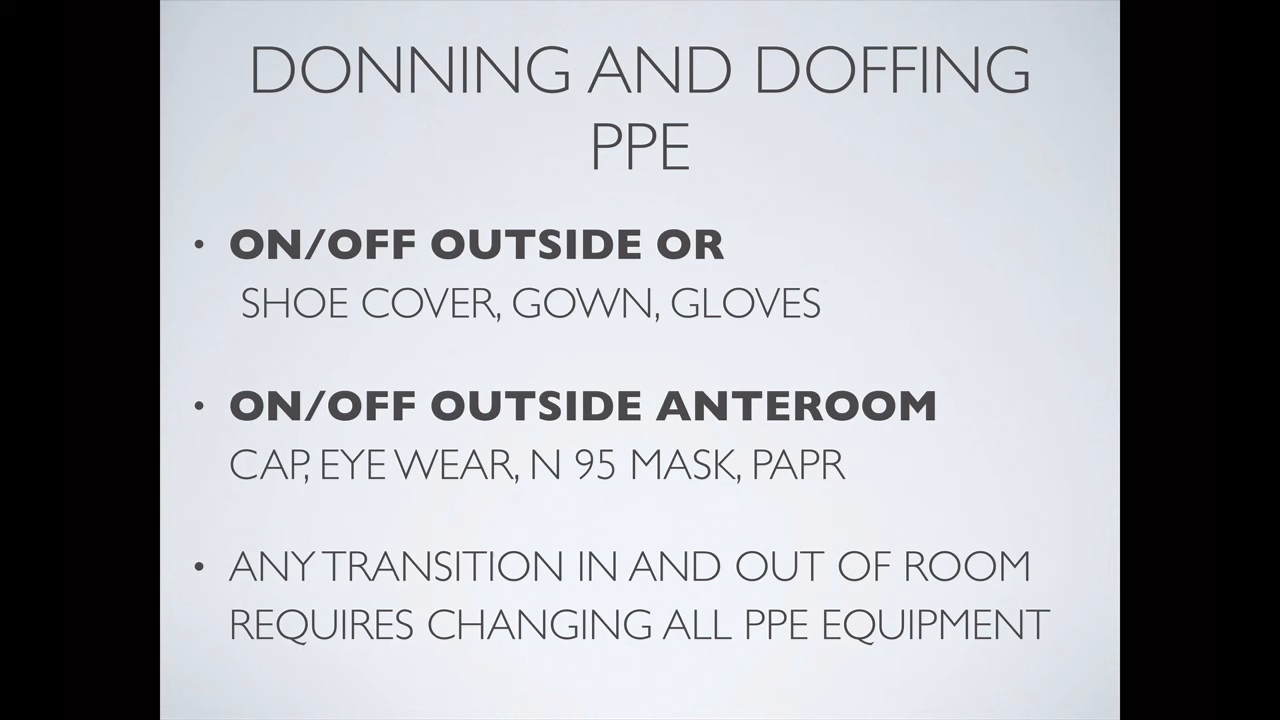 DONNING AND DOFFING
PPE
• ON/OFF OUTSIDE OR
SHOE COVER, GOWN, GLOVES
• ON/OFF OUTSIDE ANTEROOM
CAP, EYE WEAR, N 95 MASK, PAPR
• ANY TRANSITION IN AND OUT OF ROOM
REQUIRES CHANGING ALL PPE EQUIPMENT